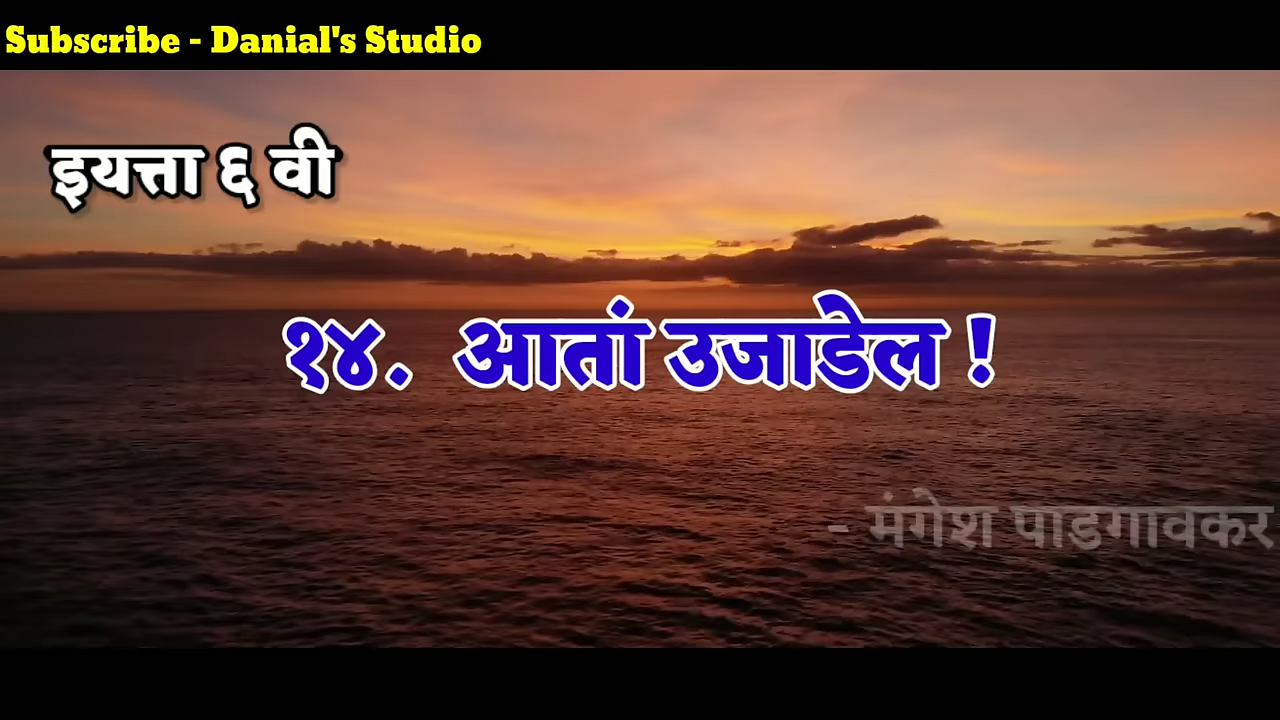 Subscribe - Danial's Studio
इयत्ता ६ वी
१४. आतां उजाडेल !
- मंगेश पाडगावकर